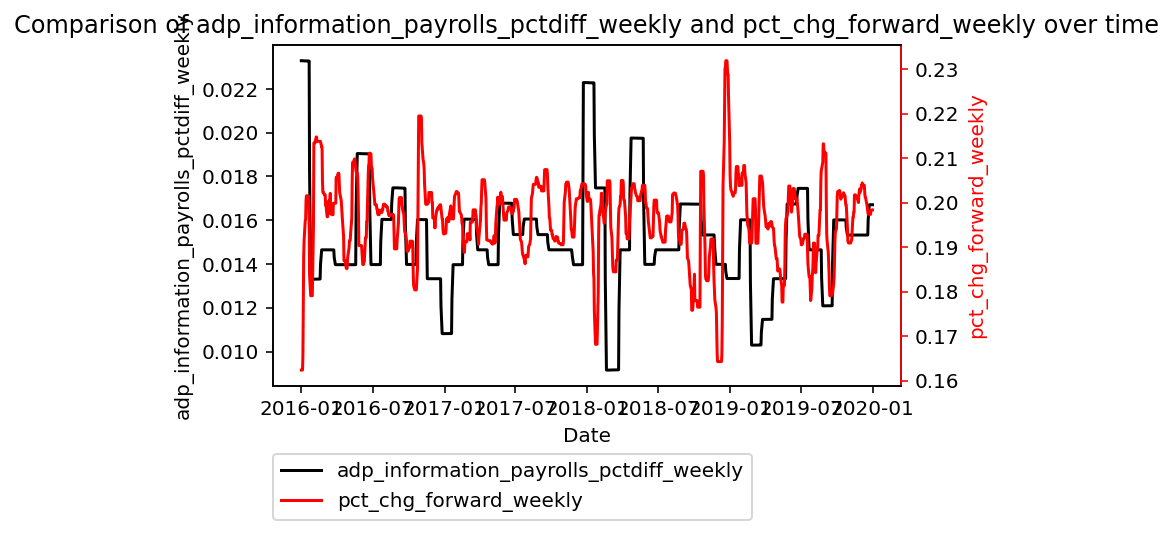 Comparison of adp_information_payrolls_pctdiff_weekly and pct_chg_forward_weekly over time
adp_information_payrolls_pctdiff_weekly
0.022
0.020
0.018
0.016
0.014
0.012
0.010
0.23
0.22
0.21
0.20
0.19
0.18
0.17
0.16
pct_chg_forward_weekly
2016-01 2016-07 2017-01 2017-07 2018-01 2018-07 2019-01 2019-07 2020-01
Date
adp_information_payrolls_pctdiff_weekly
pct_chg_forward_weekly